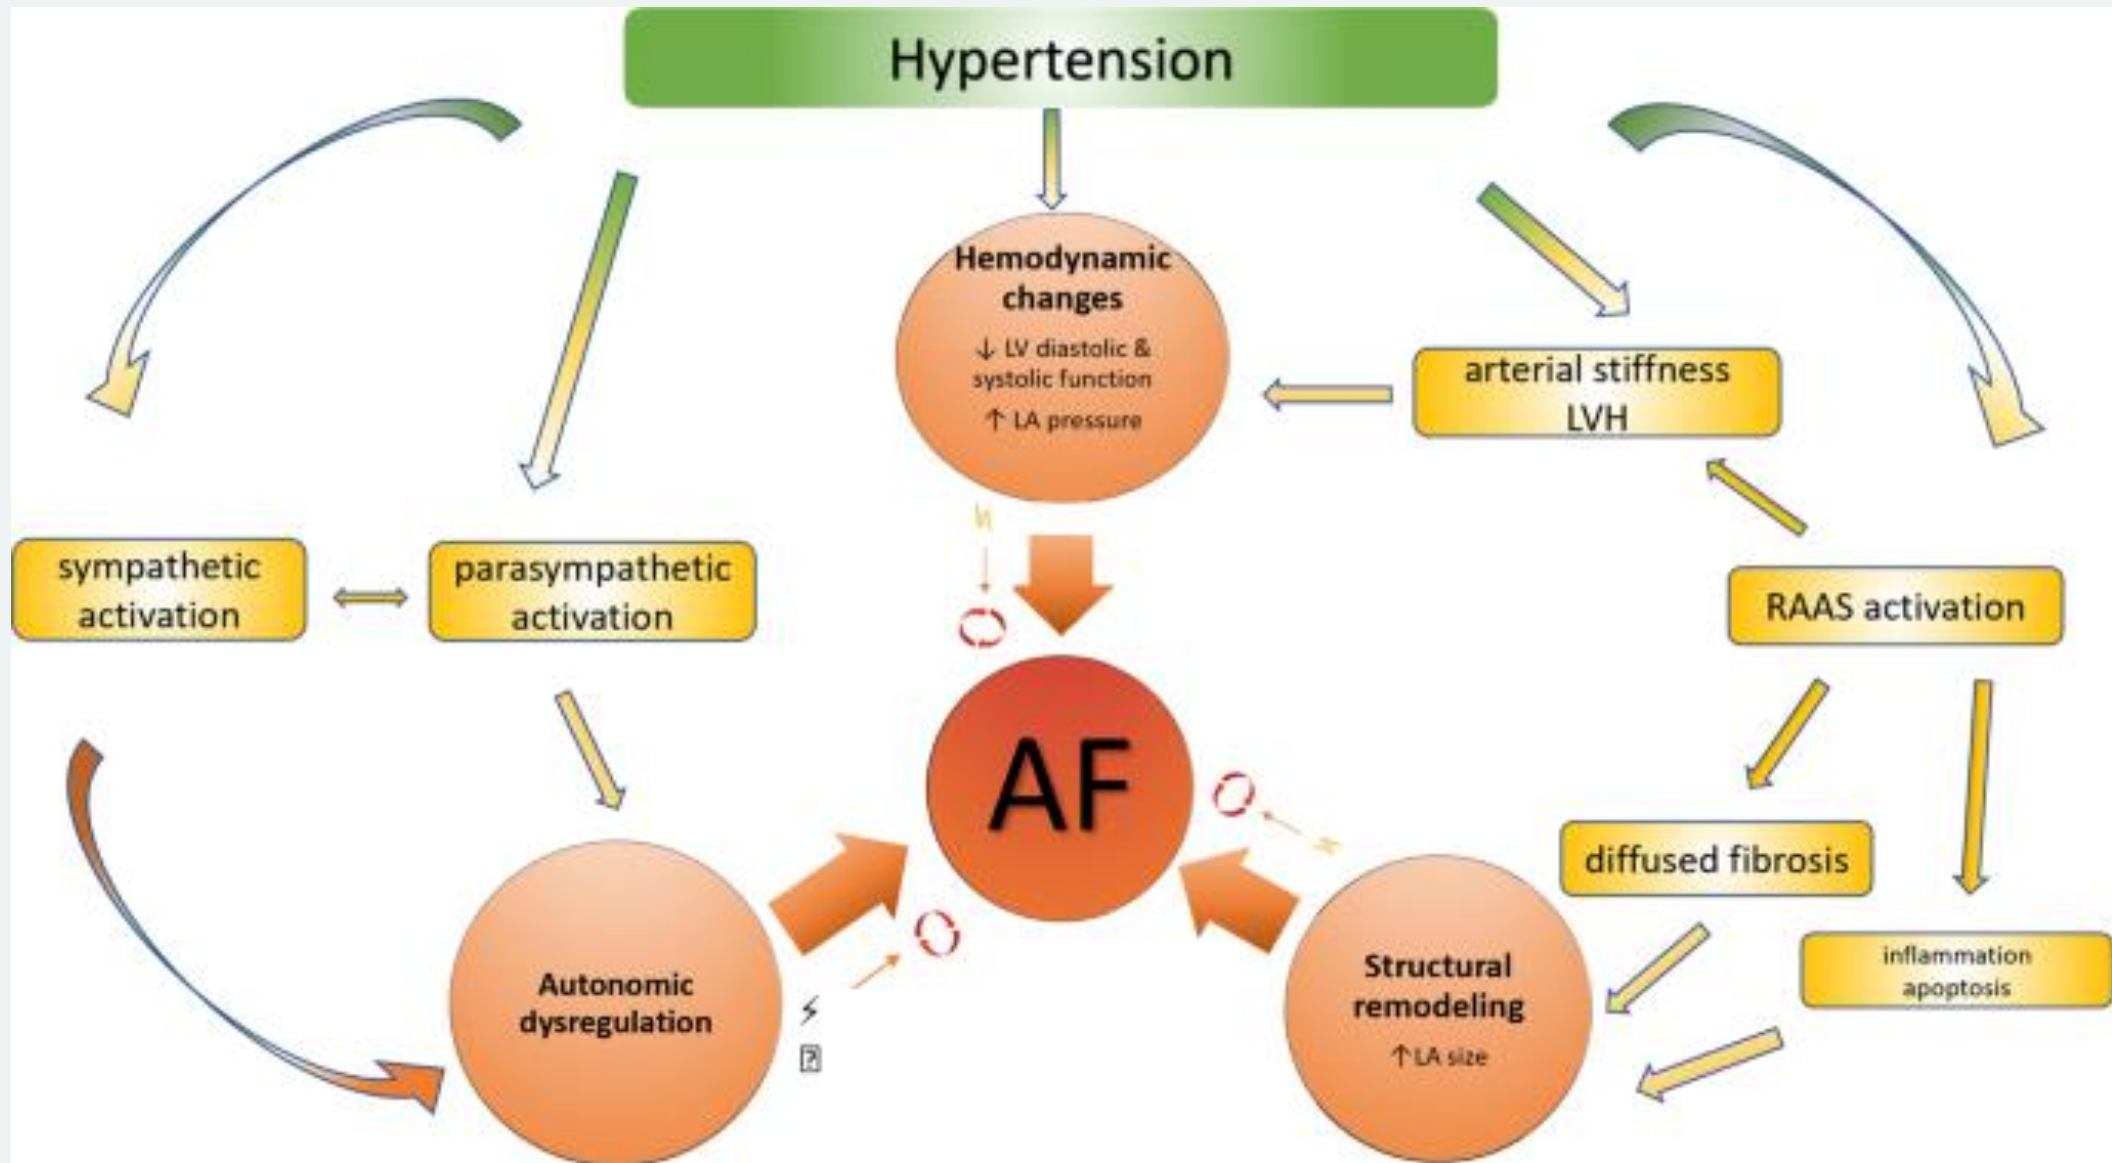 Hypertension
Hemodynamic
changes
↓ LV diastolic &
systolic function
↑ LA pressure
arterial stiffness
LVH
sympathetic
activation
parasympathetic
activation
RAAS activation
AF
diffused fibrosis
inflammation
apoptosis
Autonomic
dysregulation
Structural
remodeling
↑ LA size